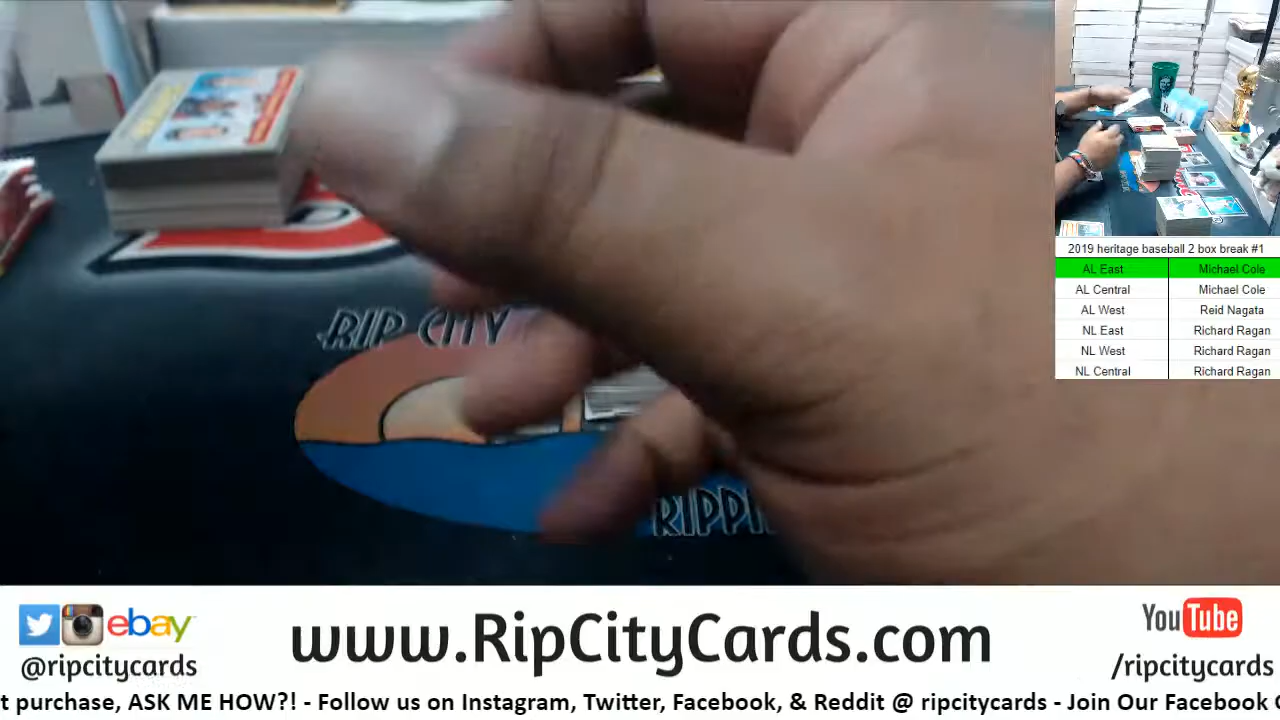 2019 heritage baseball 2 box break #1
AL East Michael Cole
AL Central Michael Cole
AL West Reid Nagata
NL East Richard Ragan
NL West Richard Ragan
NL Central Richard Ragan
RIP CITY
ebay
@ripcitycards
www.RipCityCards.com
YouTube
/ripcitycards
t purchase, ASK ME HOW?! - Follow us on Instagram, Twitter, Facebook, & Reddit @ ripcitycards - Join Our Facebook